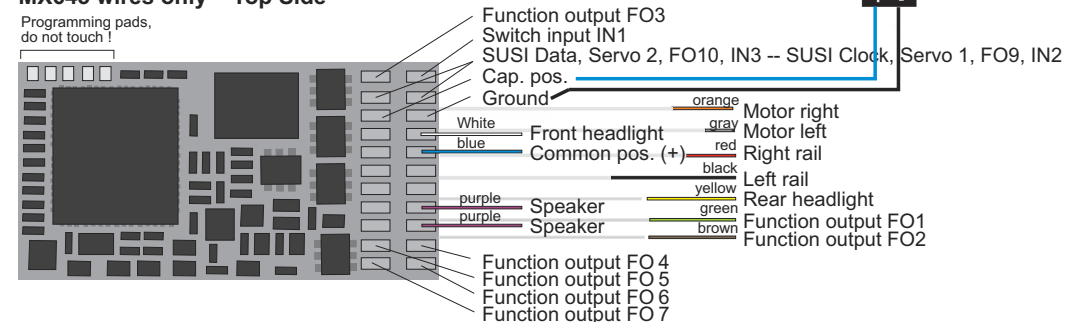 Programming pads,
do not touch !
Function output FO3
Switch input IN1
SUSI Data, Servo 2, FO10, IN3 -- SUSI Clock, Servo 1, FO9, IN2
Cap. pos.
Ground
orange
Motor right
White
Front headlight
gray
Motor left
blue
Common pos. (+)
red
Right rail
black
Left rail
yellow
Rear headlight
purple
Speaker
green
Function output FO1
purple
Speaker
brown
Function output FO2
Function output FO 4
Function output FO 5
Function output FO 6
Function output FO 7